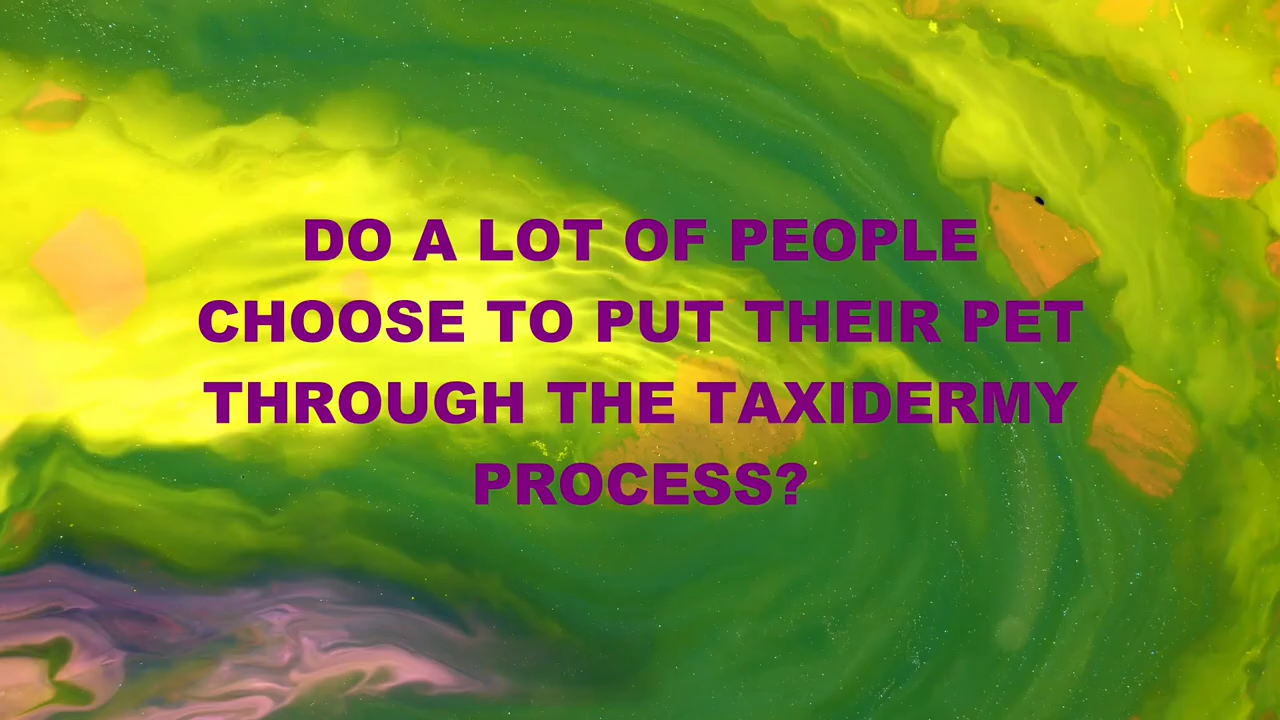 DO A LOT OF PEOPLE
CHOOSE TO PUT THEIR PET
THROUGH THE TAXIDERMY
PROCESS?